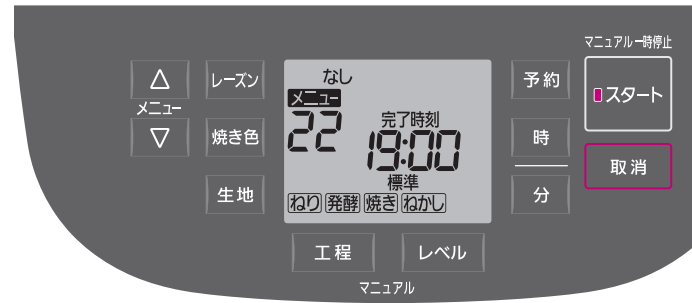 マニュアル一時停止
△
メニュー
▽
レーズン
焼き色
生地
なし
メニュー
22
完了時刻
19:00
標準
ねり 発酵 焼き ねかし
予約
時
分
スタート
取消
工程 レベル
マニュアル